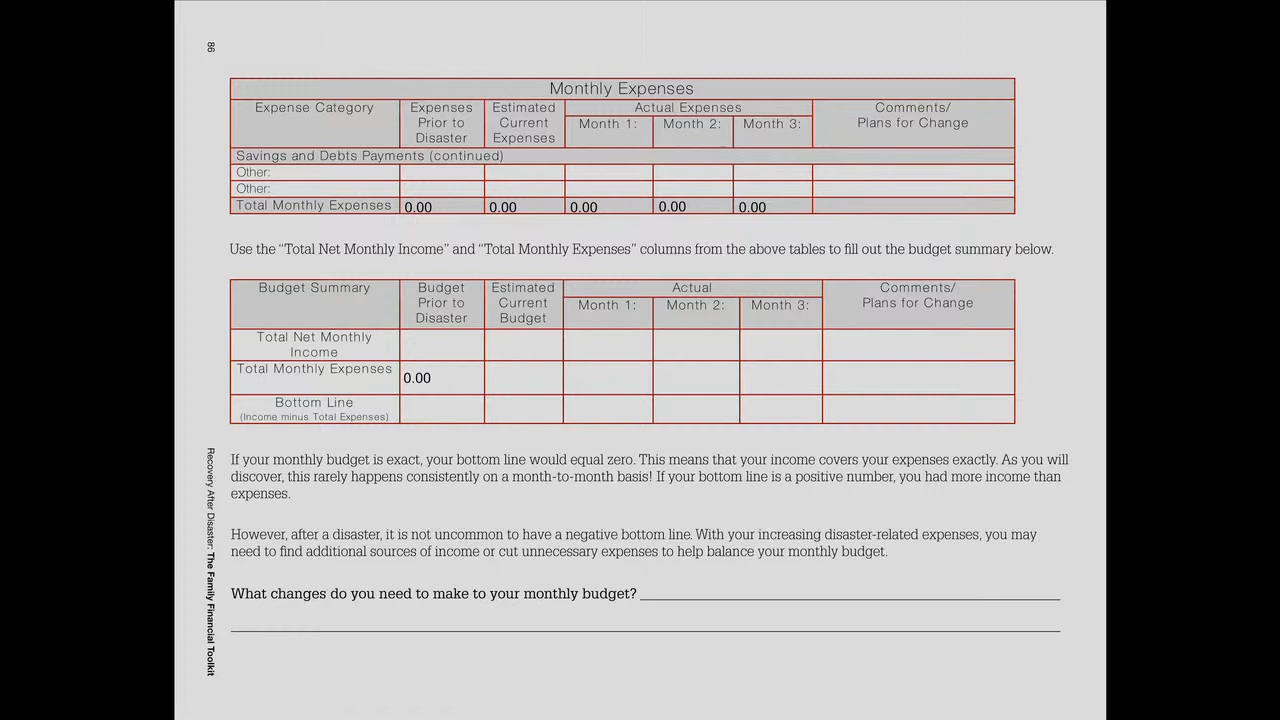 86
Monthly Expenses
Expense Category
Expenses
Prior to
Disaster
Estimated
Current
Expenses
Actual Expenses
Month 1:
Month 2:
Month 3:
Comments/
Plans for Change
Savings and Debts Payments (continued)
Other:
Other:
Total Monthly Expenses 0.00 0.00 0.00 0.00 0.00
Use the “Total Net Monthly Income” and “Total Monthly Expenses” columns from the above tables to fill out the budget summary below.
Budget Summary
Budget
Prior to
Disaster
Estimated
Current
Budget
Actual
Month 1:
Month 2:
Month 3:
Comments/
Plans for Change
Total Net Monthly
Income
Total Monthly Expenses
0.00
Bottom Line
(Income minus Total Expenses)
If your monthly budget is exact, your bottom line would equal zero. This means that your income covers your expenses exactly. As you will
discover, this rarely happens consistently on a month-to-month basis! If your bottom line is a positive number, you had more income than
expenses.
However, after a disaster, it is not uncommon to have a negative bottom line. With your increasing disaster-related expenses, you may
need to find additional sources of income or cut unnecessary expenses to help balance your monthly budget.
What changes do you need to make to your monthly budget?
Recovery After Disaster: The Family Financial Toolkit